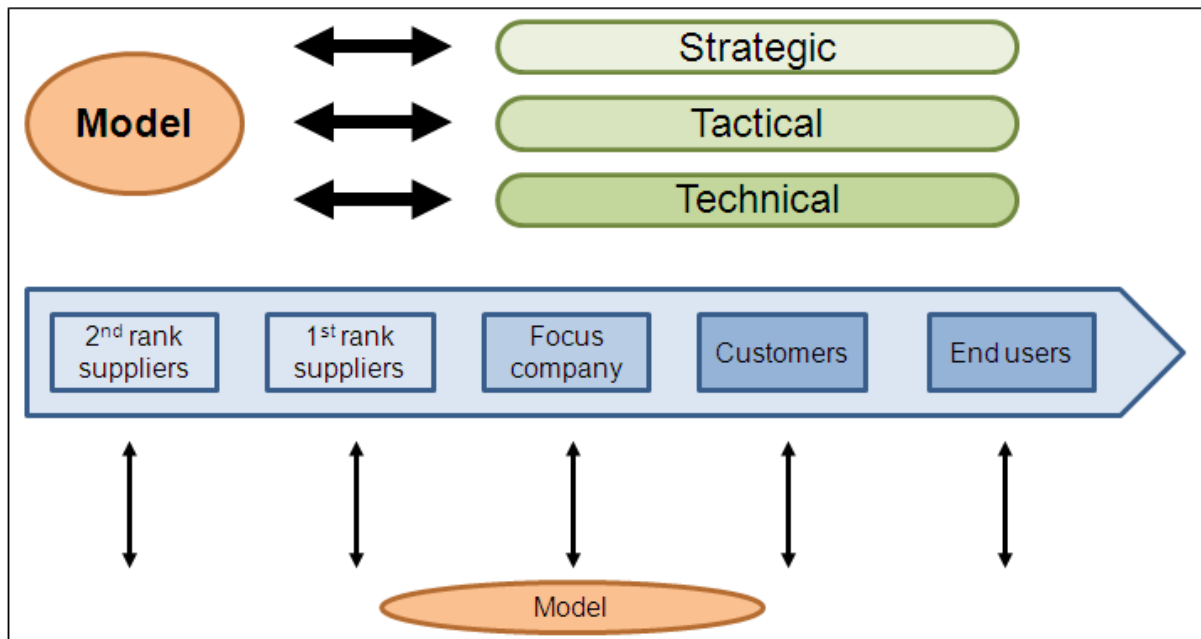 Model
Strategic
Tactical
Technical
2nd rank
suppliers
1st rank
suppliers
Focus
company
Customers
End users
Model